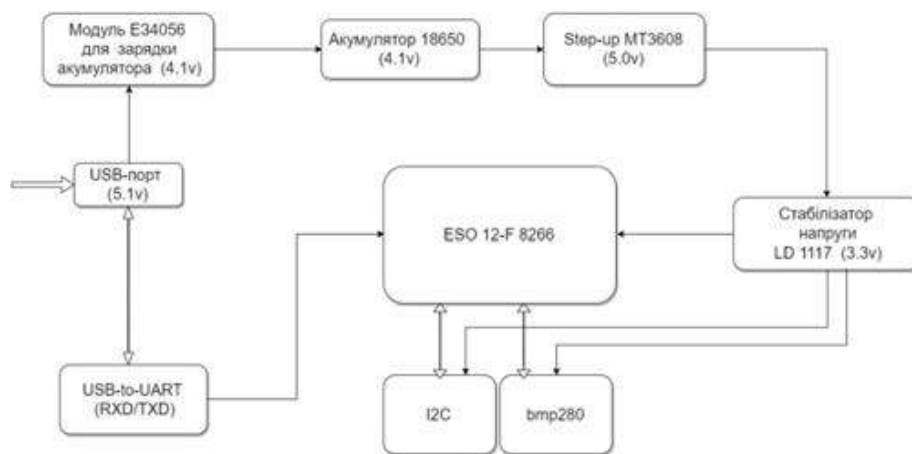 Модуль E34056
для зарядки
акумулятора (4.1v)
Акумулятор 18650
(4.1v)
Step-up MT3608
(5.0v)
USB-порт
(5.1v)
ESO 12-F 8266
Стабілізатор
напруги
LD 1117 (3.3v)
USB-to-UART
(RXD/TXD)
I2C
bmp280